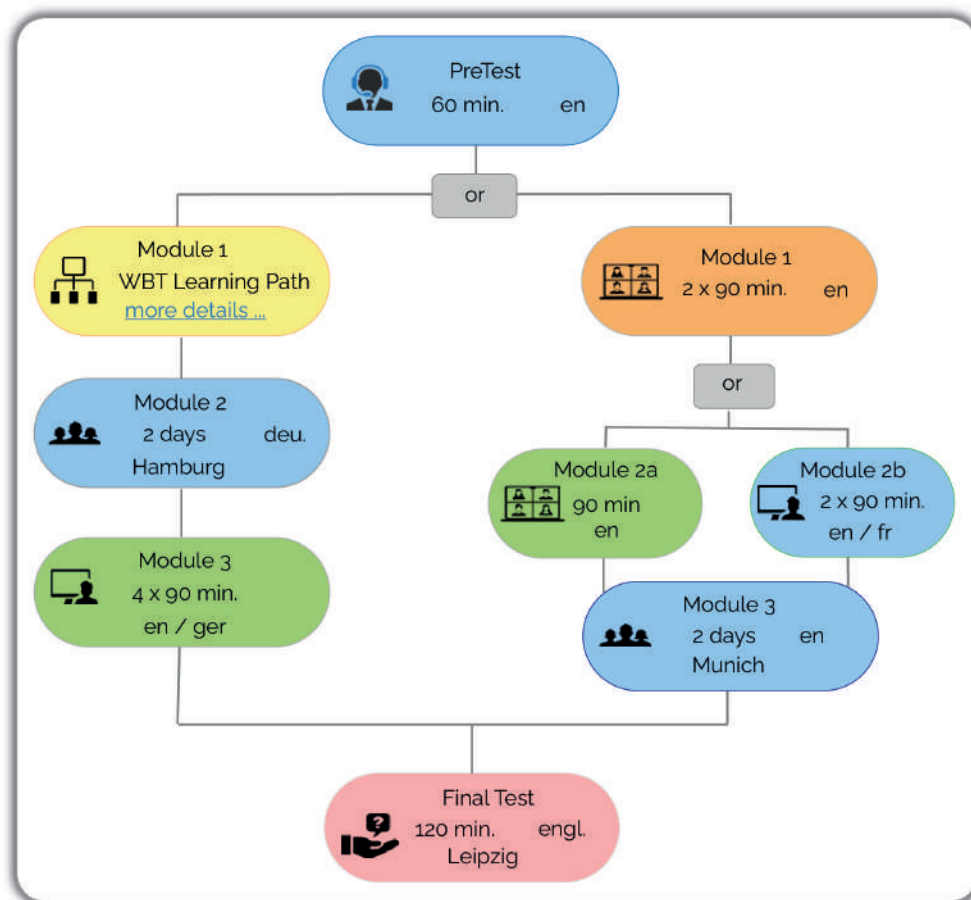 PreTest
60 min. en
or
Module 1
WBT Learning Path
more details ...
Module 1
2 x 90 min. en
Module 2
2 days deu.
Hamburg
or
Module 2a
90 min
en
Module 2b
2 x 90 min.
en / fr
Module 3
4 x 90 min.
en / ger
Module 3
2 days en
Munich
Final Test
?
120 min. engl.
Leipzig